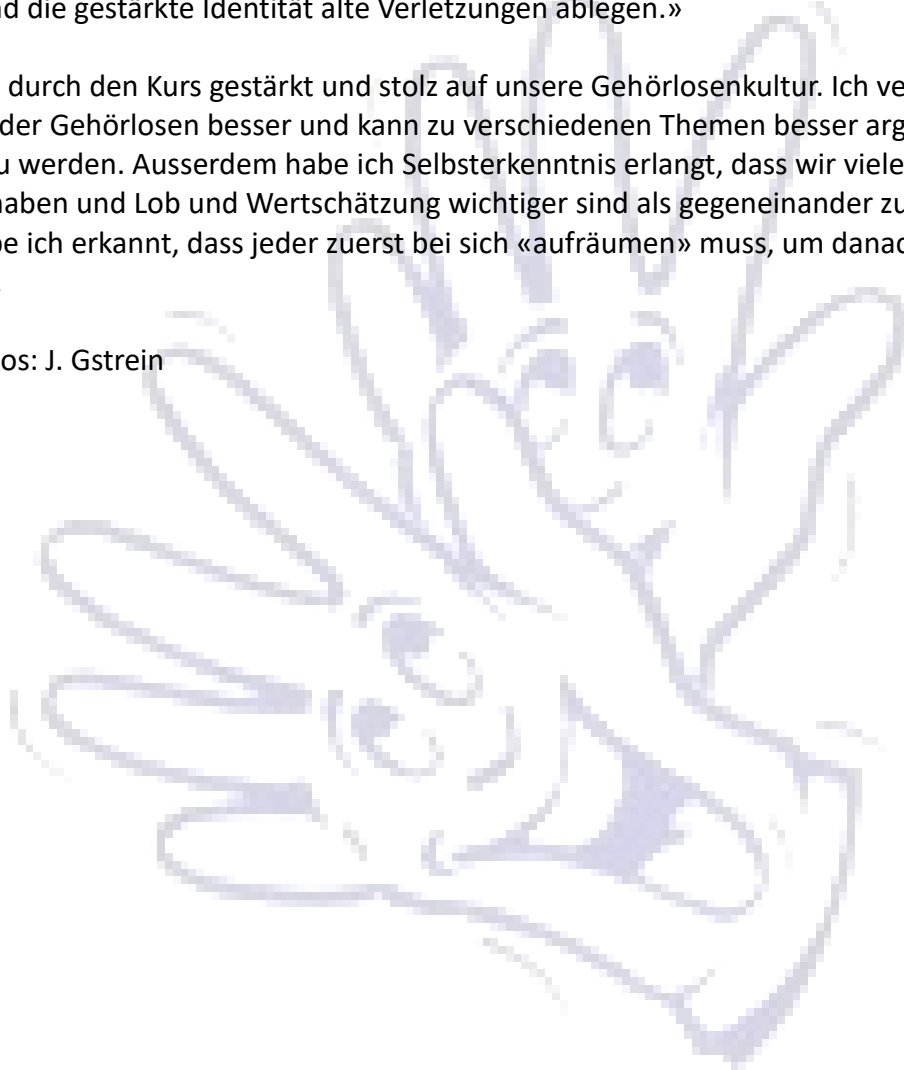 d die gestärkte Identität alte Verletzungen ablegen.»
durch den Kurs gestärkt und stolz auf unsere Gehörlosenkultur. Ich ve
der Gehörlosen besser und kann zu verschiedenen Themen besser arg
u werden. Ausserdem habe ich Selbsterkenntnis erlangt, dass wir viele
haben und Lob und Wertschätzung wichtiger sind als gegeneinander zu
e ich erkannt, dass jeder zuerst bei sich «aufräumen» muss, um danac
os: J. Gstrein